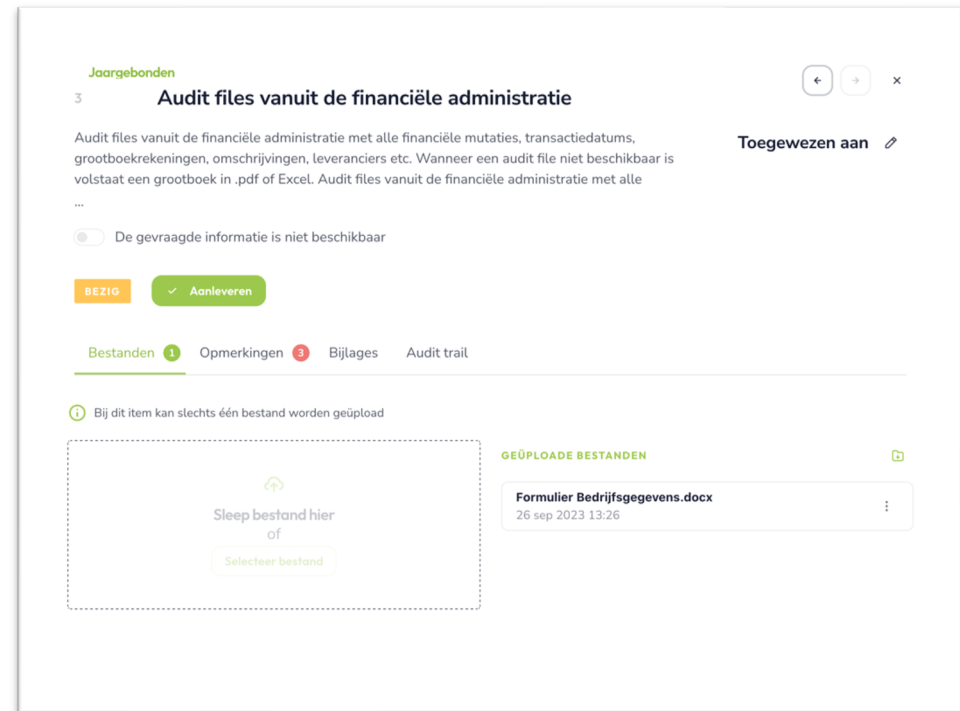 Jaargebonden
3 Audit files vanuit de financiële administratie
Audit files vanuit de financiële administratie met alle financiële mutaties, transactiedatums,
grootboekrekeningen, omschrijvingen, leveranciers etc. Wanneer een audit file niet beschikbaar is
volstaat een grootboek in .pdf of Excel. Audit files vanuit de financiële administratie met alle
...
Toegewezen aan
De gevraagde informatie is niet beschikbaar
BEZIG Aanleveren
Bestanden 1 Opmerkingen 3 Bijlages Audit trail
Bij dit item kan slechts één bestand worden geüpload
Sleep bestand hier
of
Selecteer bestand
GEÜPLOADE BESTANDEN
Formulier Bedrijfsgegevens.docx
26 sep 2023 13:26